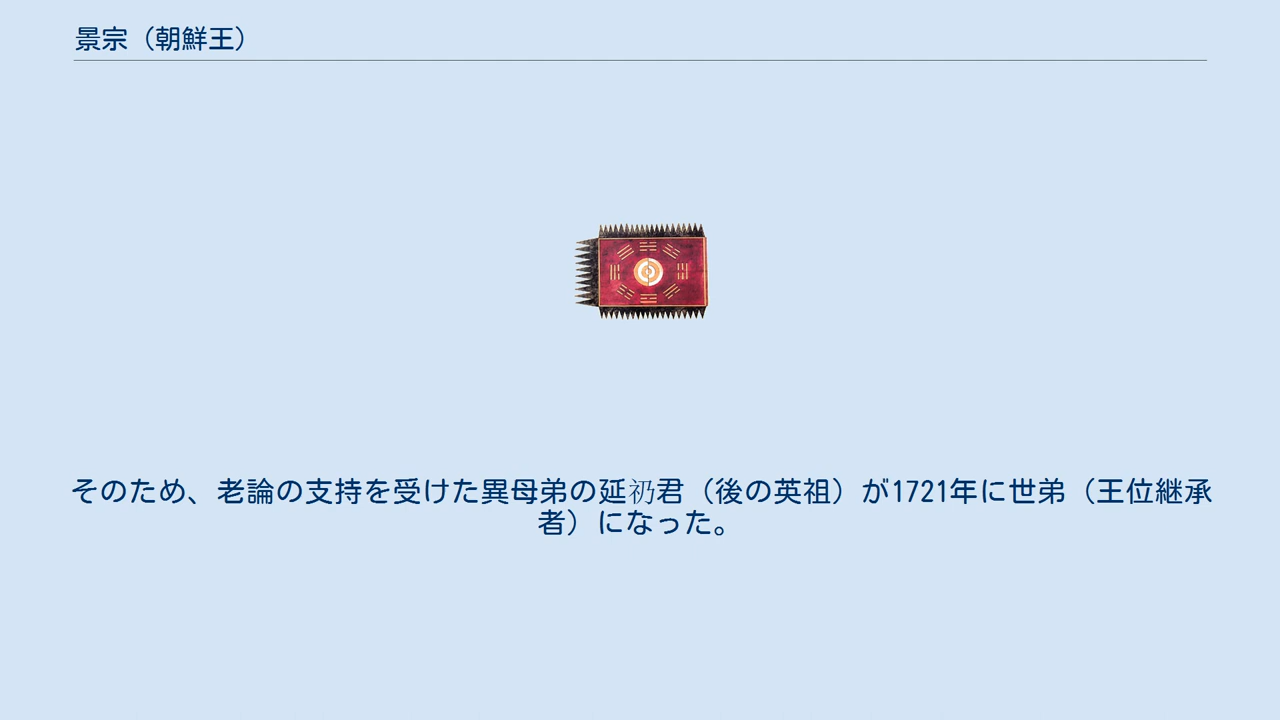 景宗（朝鮮王）
そのため、老論の支持を受けた異母弟の延礽君（後の英祖）が1721年に世弟（王位継承
者）になった。